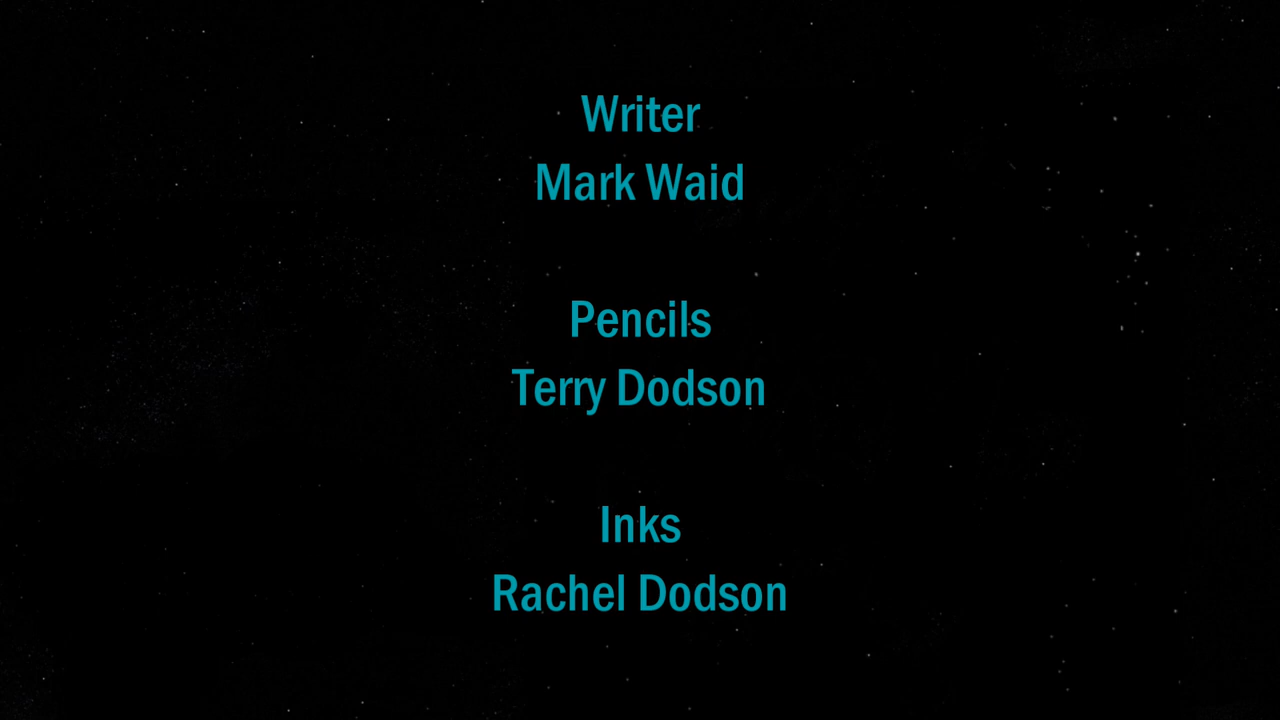 Writer
Mark Waid
Pencils
Terry Dodson
Inks
Rachel Dodson